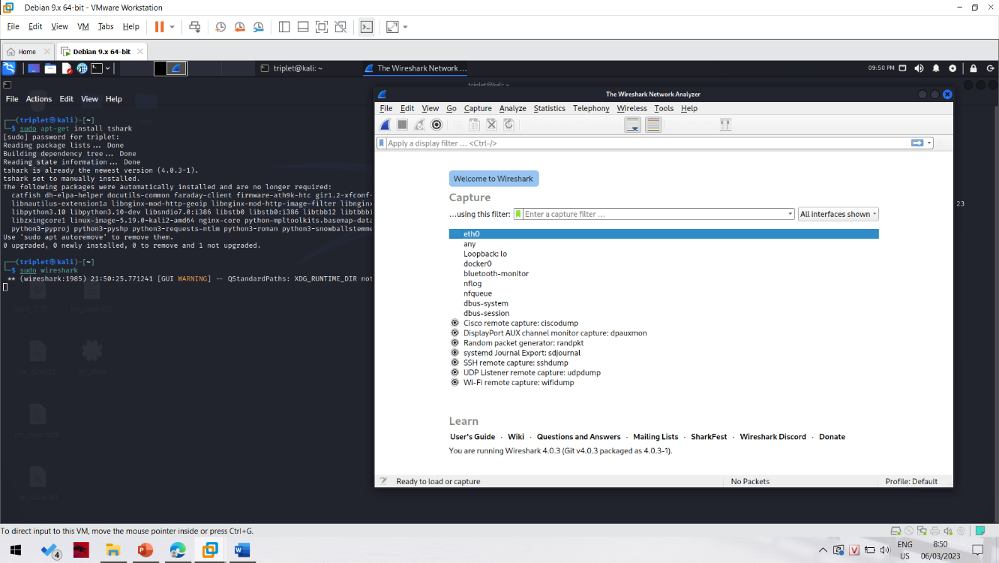 Debian 9.x 64-bit - VMware Workstation
File Edit View VM Tabs Help
Home Debian 9.x 64-bit
triplet@kali: ~ The Wireshark Network ... 09:50 PM
triplet@kali: ~
File Actions Edit View Help
(triplet㉿kali)-[~]
$ sudo apt-get install tshark
[sudo] password for triplet:
Reading package lists... Done
Building dependency tree... Done
Reading state information... Done
tshark is already the newest version (4.0.3-1).
tshark set to manually installed.
The following packages were automatically installed and are no longer required:
catfish dh-elpa-helper docutils-common faraday-client firmware-ath9k-htc gir1.2-xfconf-
libnautilus-extension1a libnginx-mod-http-geoip libnginx-mod-http-image-filter libnginx
libpython3.10 libpython3.10-dev libsndio7.0:i386 libstb0 libstb0:i386 libtbb12 libtbbbi
23
libzxingcore1 linux-image-5.19.0-kali2-amd64 nginx-core python-mpltoolkits.basemap-data
python3-pyproj python3-pyshp python3-requests-ntlm python3-roman python3-snowballstemme
Use 'sudo apt autoremove' to remove them.
0 upgraded, 0 newly installed, 0 to remove and 1 not upgraded.
(triplet㉿kali)-[~]
$ sudo wireshark
** (wireshark:1985) 21:50:25.771241 [GUI WARNING] -- QStandardPaths: XDG_RUNTIME_DIR not
The Wireshark Network Analyzer
File Edit View Go Capture Analyze Statistics Telephony Wireless Tools Help
Apply a display filter ... <Ctrl-/>
Welcome to Wireshark
Capture
...using this filter: Enter a capture filter ... All interfaces shown
eth0
any
Loopback: lo
docker0
bluetooth-monitor
nflog
nfqueue
dbus-system
dbus-session
Cisco remote capture: ciscodump
DisplayPort AUX channel monitor capture: dpauxmon
Random packet generator: randpkt
systemd Journal Export: sdjournal
SSH remote capture: sshdump
UDP Listener remote capture: udpdump
Wi-Fi remote capture: wifidump
Learn
User's Guide · Wiki · Questions and Answers · Mailing Lists · SharkFest · Wireshark Discord · Donate
You are running Wireshark 4.0.3 (Git v4.0.3 packaged as 4.0.3-1).
Ready to load or capture No Packets Profile: Default
To direct input to this VM, move the mouse pointer inside or press Ctrl+G.
4
ENG 8:50
US 06/03/2023